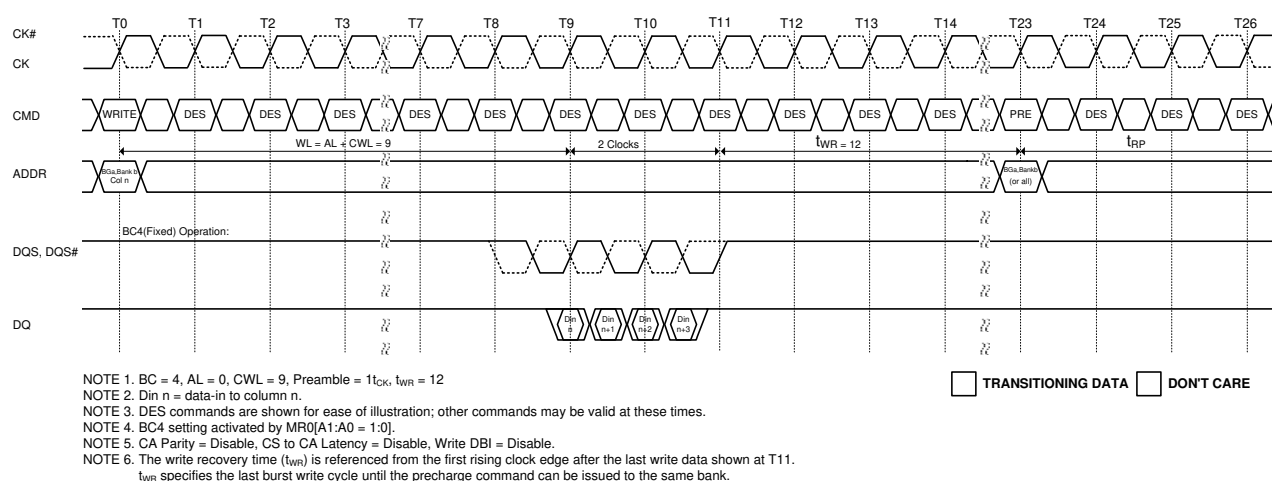 T0 T1 T2 T3 T7 T8 T9 T10 T11 T12 T13 T14 T23 T24 T25 T26
CK#
CK
CMD WRITE DES DES DES DES DES DES DES DES DES DES DES PRE DES DES DES
WL = AL + CWL = 9 2 Clocks tWR = 12 tRP
ADDR
BGa,Bank b
Col n
BGa,Bankb
(or all)
BC4(Fixed) Operation:
DQS, DQS#
DQ
Din
n
Din
n+1
Din
n+2
Din
n+3
NOTE 1. BC = 4, AL = 0, CWL = 9, Preamble = 1tCK, tWR = 12
NOTE 2. Din n = data-in to column n.
NOTE 3. DES commands are shown for ease of illustration; other commands may be valid at these times.
NOTE 4. BC4 setting activated by MR0[A1:A0 = 1:0].
NOTE 5. CA Parity = Disable, CS to CA Latency = Disable, Write DBI = Disable.
NOTE 6. The write recovery time (tWR) is referenced from the first rising clock edge after the last write data shown at T11.
tWR specifies the last burst write cycle until the precharge command can be issued to the same bank.
TRANSITIONING DATA DON'T CARE